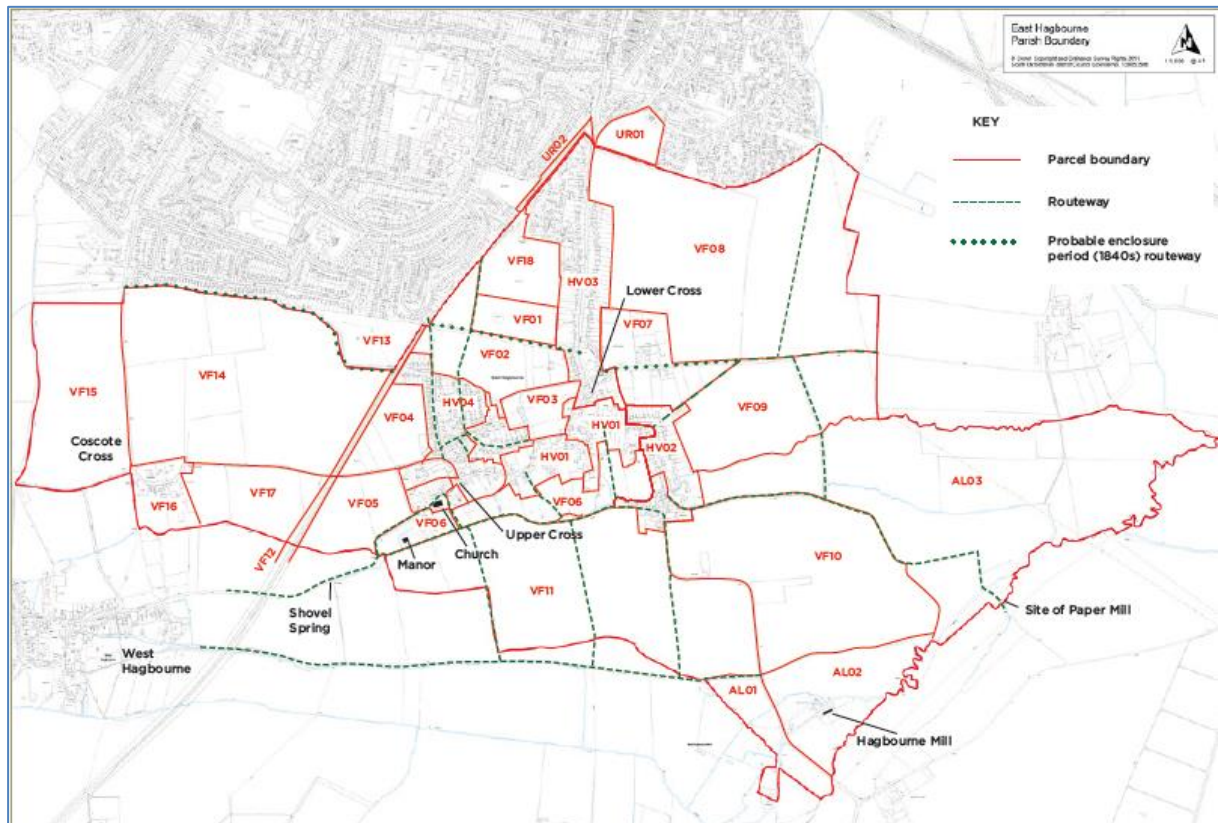 East Hagbourne
Parish Boundary
N
KEY
Parcel boundary
Routeway
Probable enclosure
period (1840s) routeway
UR01
UR02
VF08
VF18
HV03
Lower Cross
VF01
VF07
VF13
VF02
VF14
VF15
VF04
HV04
VF03
VF09
HV01
Coscote
Cross
HV02
HV01
AL03
VF17
VF16
VF05
VF06
VF06
Upper Cross
Church
VF10
VF12
Manor
VF11
Shovel
Spring
Site of Paper Mill
West
Hagbourne
AL02
AL01
Hagbourne Mill